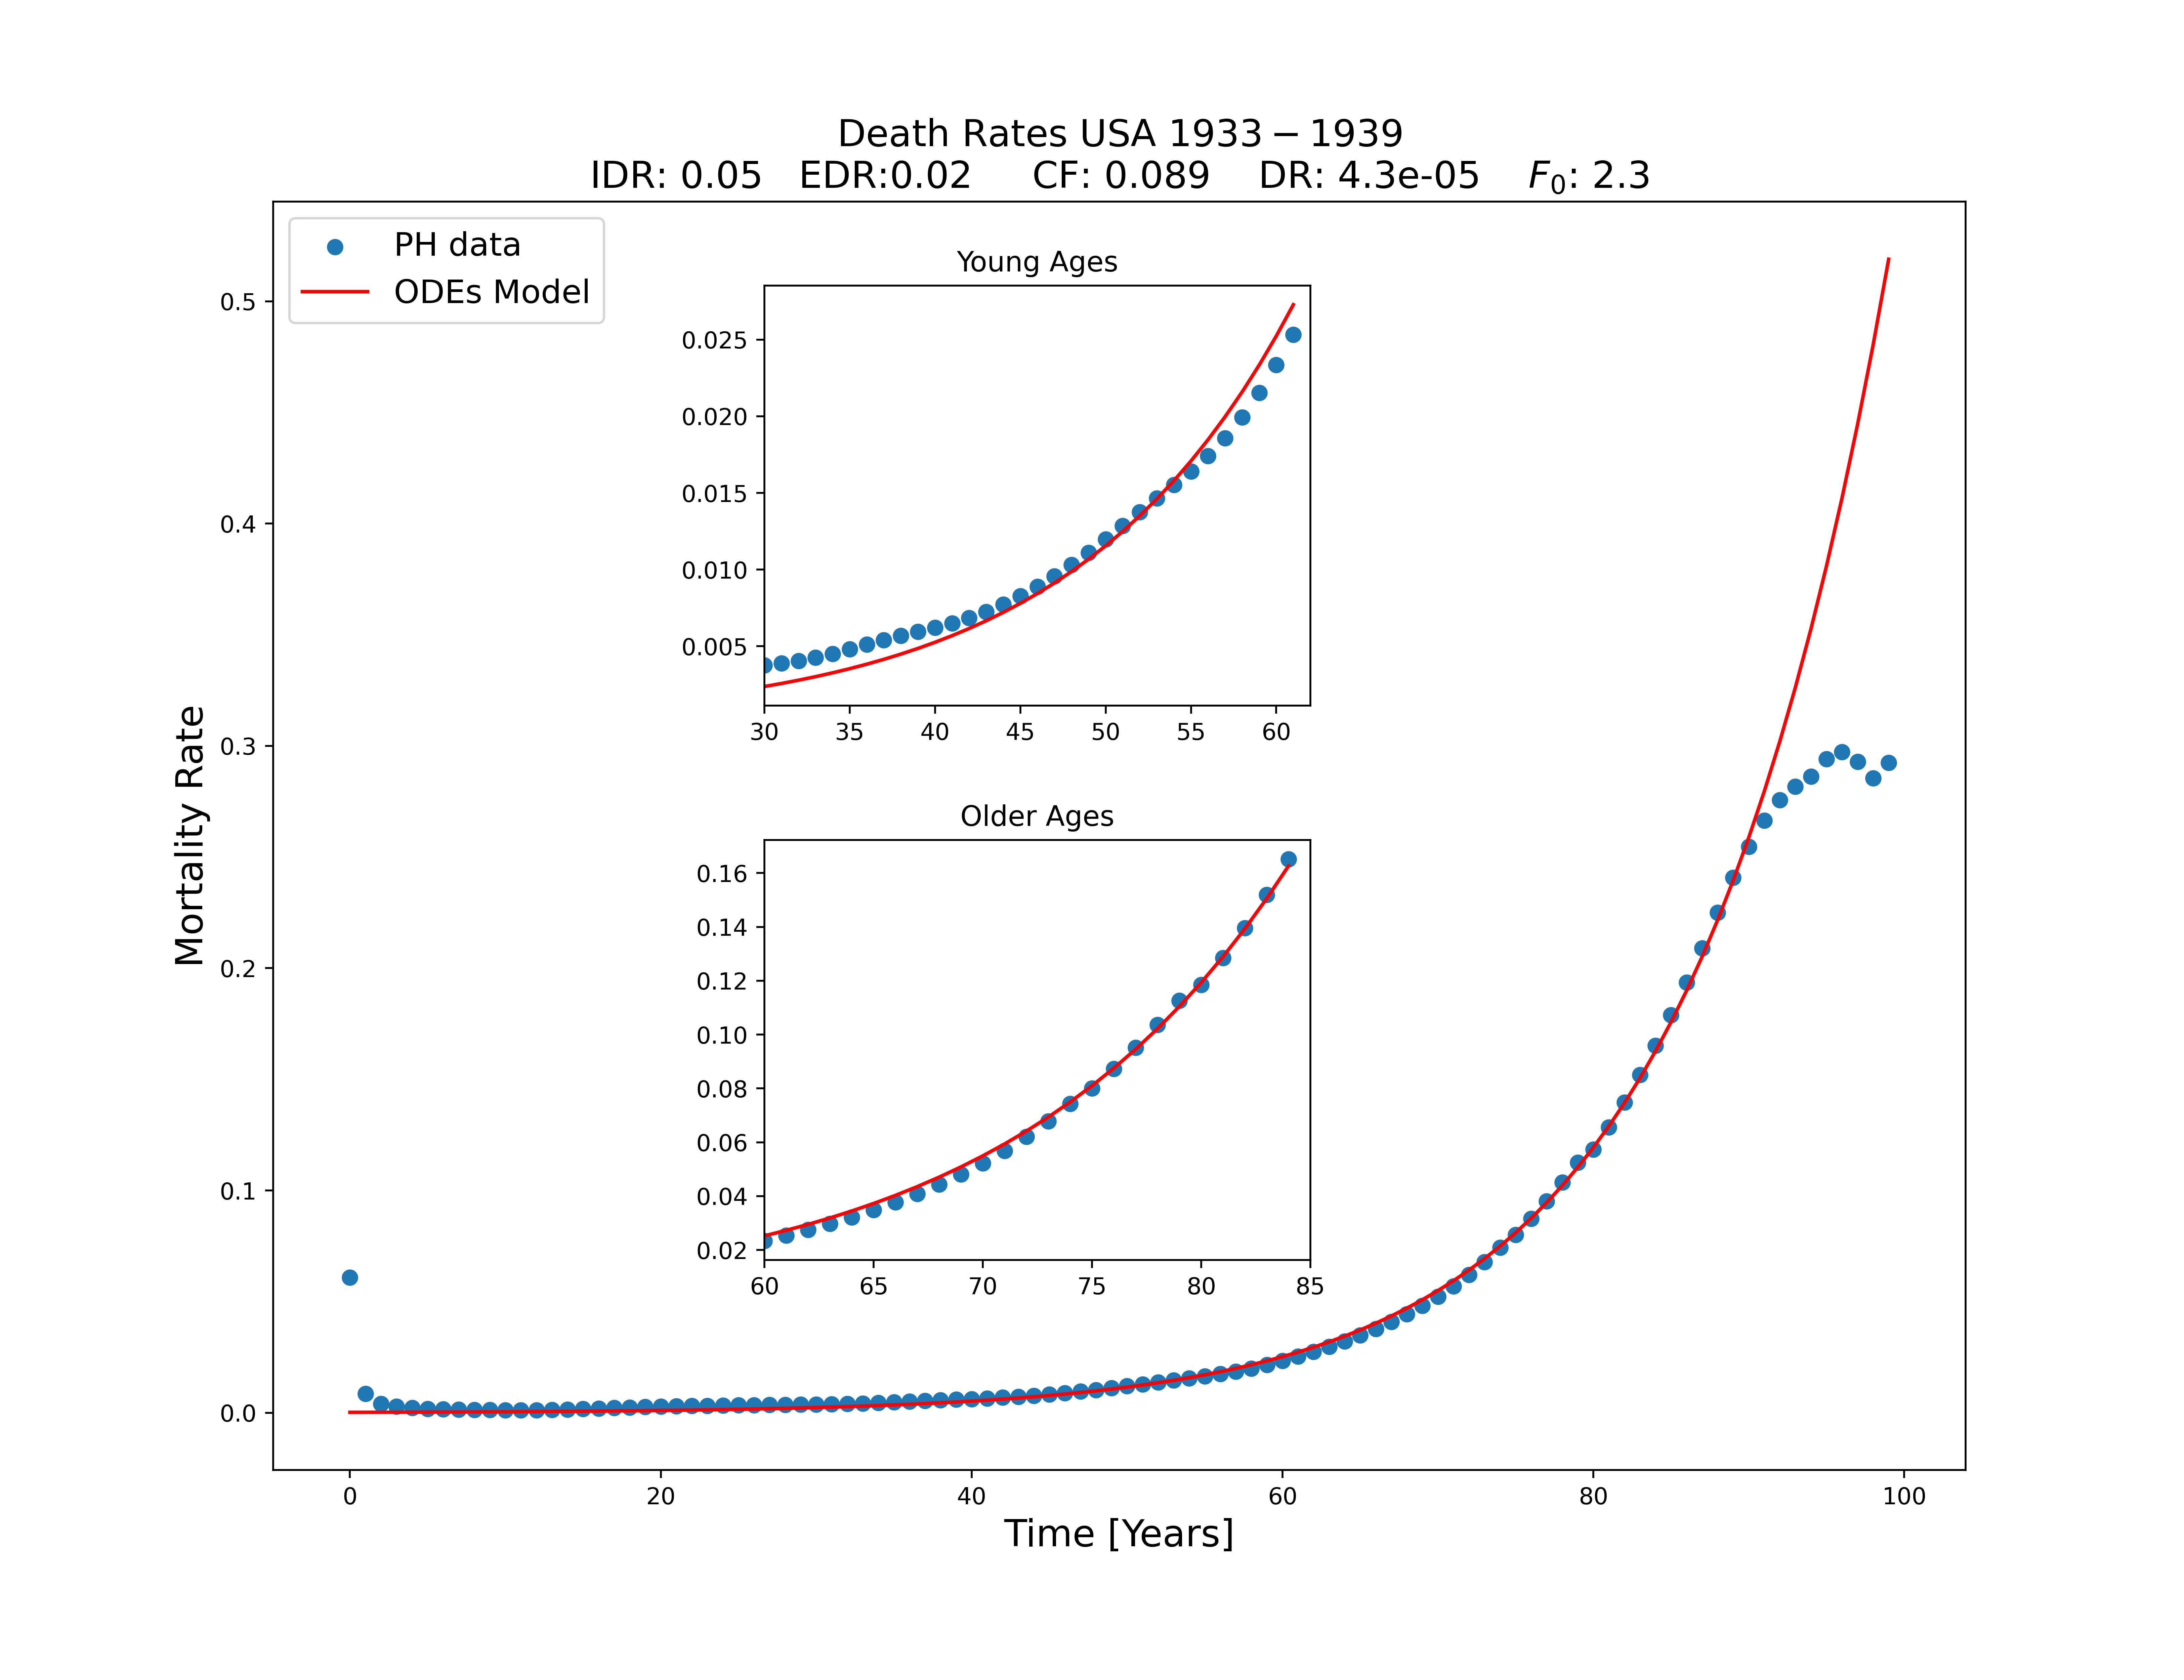 Death Rates USA 1933 − 1939
IDR: 0.05 EDR:0.02 CF: 0.089 DR: 4.3e-05 F₀: 2.3
PH data
ODEs Model
Mortality Rate
0.5
0.4
0.3
0.2
0.1
0.0
Young Ages
0.025
0.020
0.015
0.010
0.005
30 35 40 45 50 55 60
Older Ages
0.16
0.14
0.12
0.10
0.08
0.06
0.04
0.02
60 65 70 75 80 85
0 20 40 60 80 100
Time [Years]